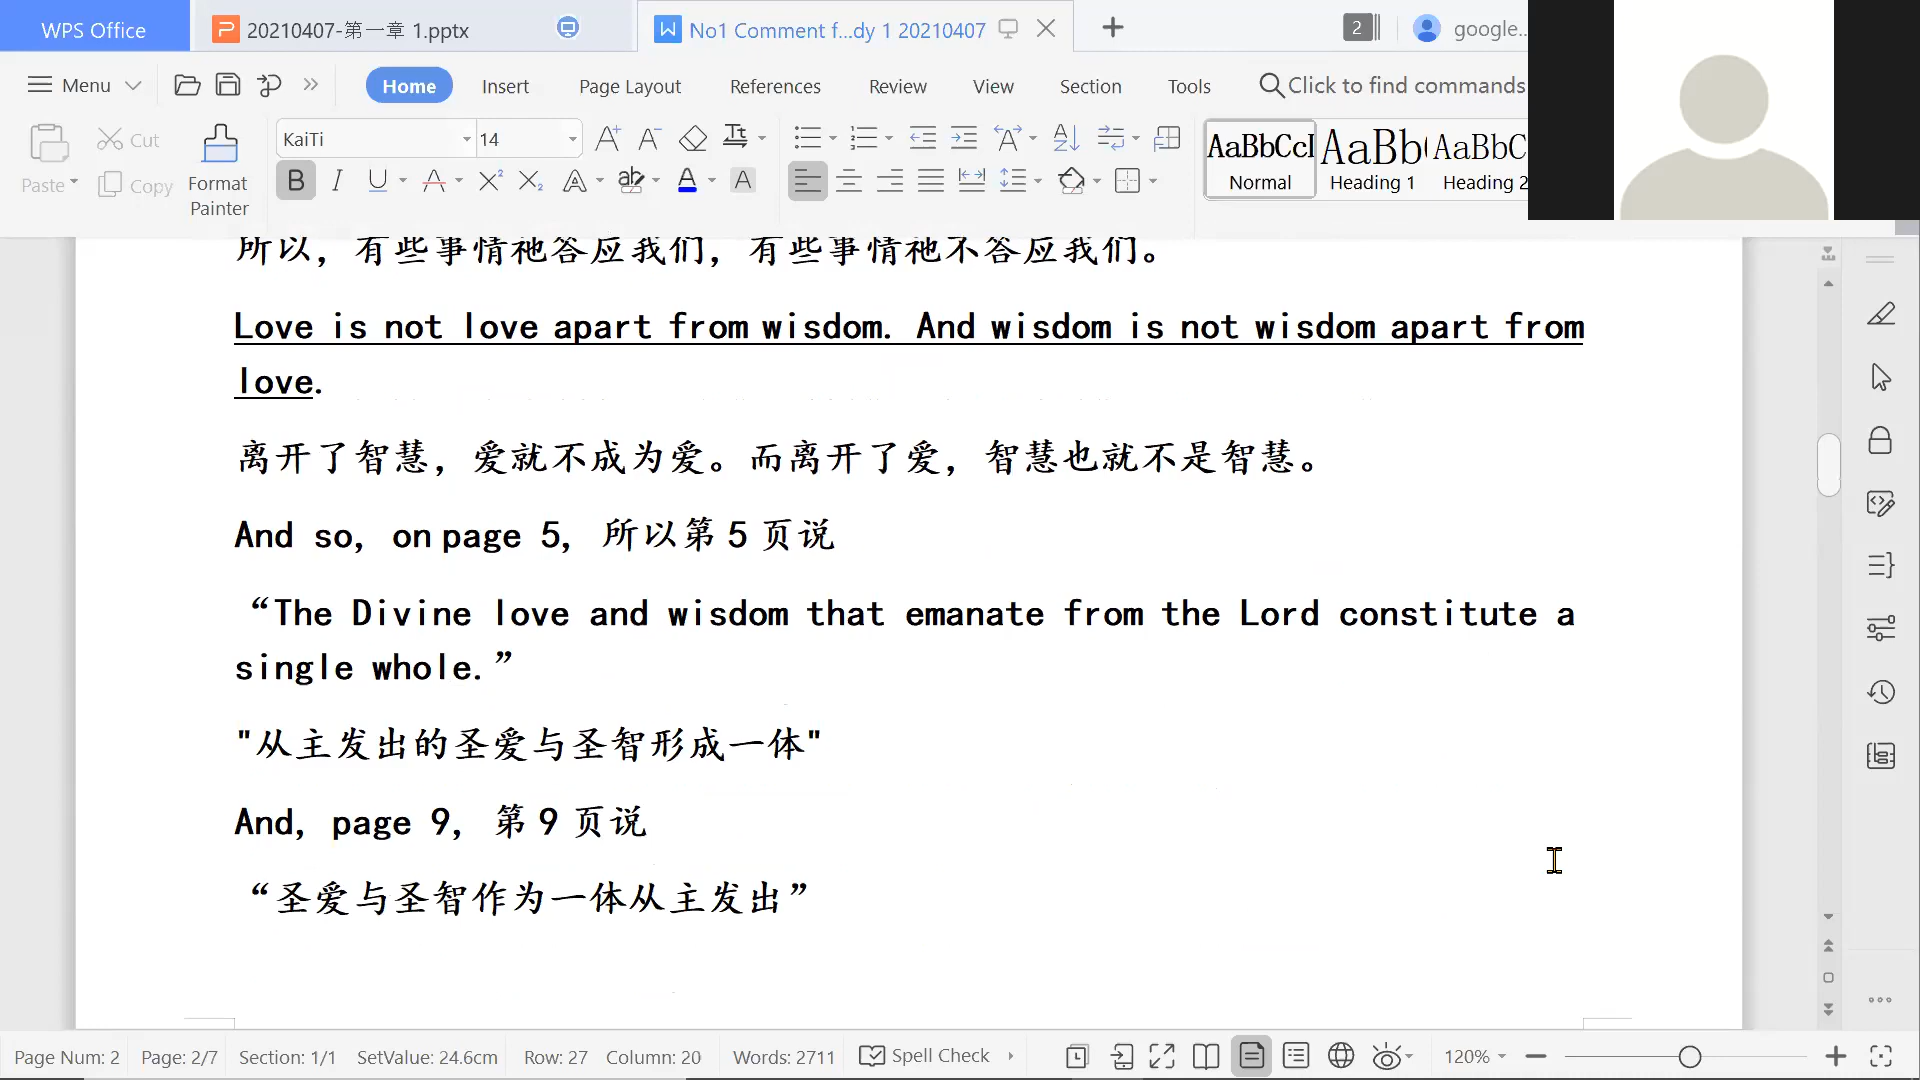 WPS Office
20210407-第一章 1.pptx
No1 Comment f...dy 1 20210407
2
google..
Menu
Home
Insert
Page Layout
References
Review
View
Section
Tools
Click to find commands
Paste
Cut
Copy
Format
Painter
KaiTi
14
AaBbCcI
Normal
AaBb(
Heading 1
AaBbC
Heading 2
所以，有些事情祂答应我们，有些事情祂不答应我们。
Love is not love apart from wisdom. And wisdom is not wisdom apart from
love.
离开了智慧，爱就不成为爱。而离开了爱，智慧也就不是智慧。
And so, on page 5, 所以第 5 页说
“The Divine love and wisdom that emanate from the Lord constitute a
single whole.”
"从主发出的圣爱与圣智形成一体"
And, page 9, 第 9 页说
“圣爱与圣智作为一体从主发出”
Page Num: 2
Page: 2/7
Section: 1/1
SetValue: 24.6cm
Row: 27
Column: 20
Words: 2711
Spell Check
120%